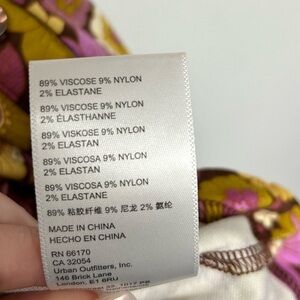 89% VISCOSE 9% NYLON
2% ELASTANE
89% VISCOSE 9% NYLON
2% ÉLASTHANNE
89% VISKOSE 9% NYLON
2% ELASTAN
89% VISCOSA 9% NYLON
2% ELASTAN
89% VISCOSA 9% NYLON
2% ELASTANE
89% 粘胶纤维 9% 尼龙 2% 氨纶
MADE IN CHINA
HECHO EN CHINA
RN 66170
CA 32054
Urban Outfitters, Inc.
146 Brick Lane
London, E1 6RU